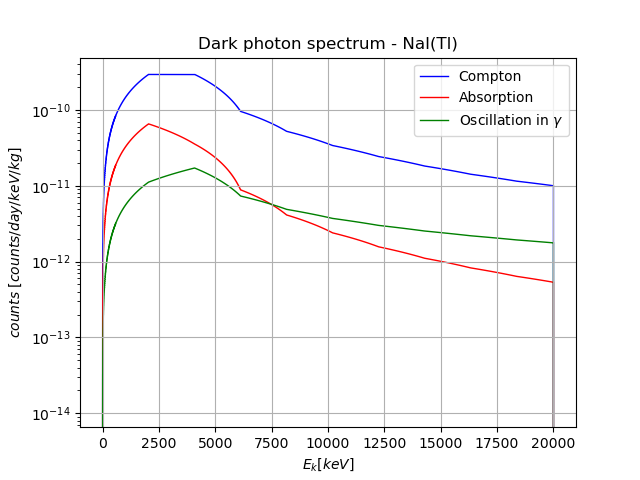 Dark photon spectrum - NaI(Tl)
Compton
Absorption
Oscillation in γ
counts [counts/day/keV/kg]
10⁻¹⁰
10⁻¹¹
10⁻¹²
10⁻¹³
10⁻¹⁴
0 2500 5000 7500 10000 12500 15000 17500 20000
Eₖ[keV]